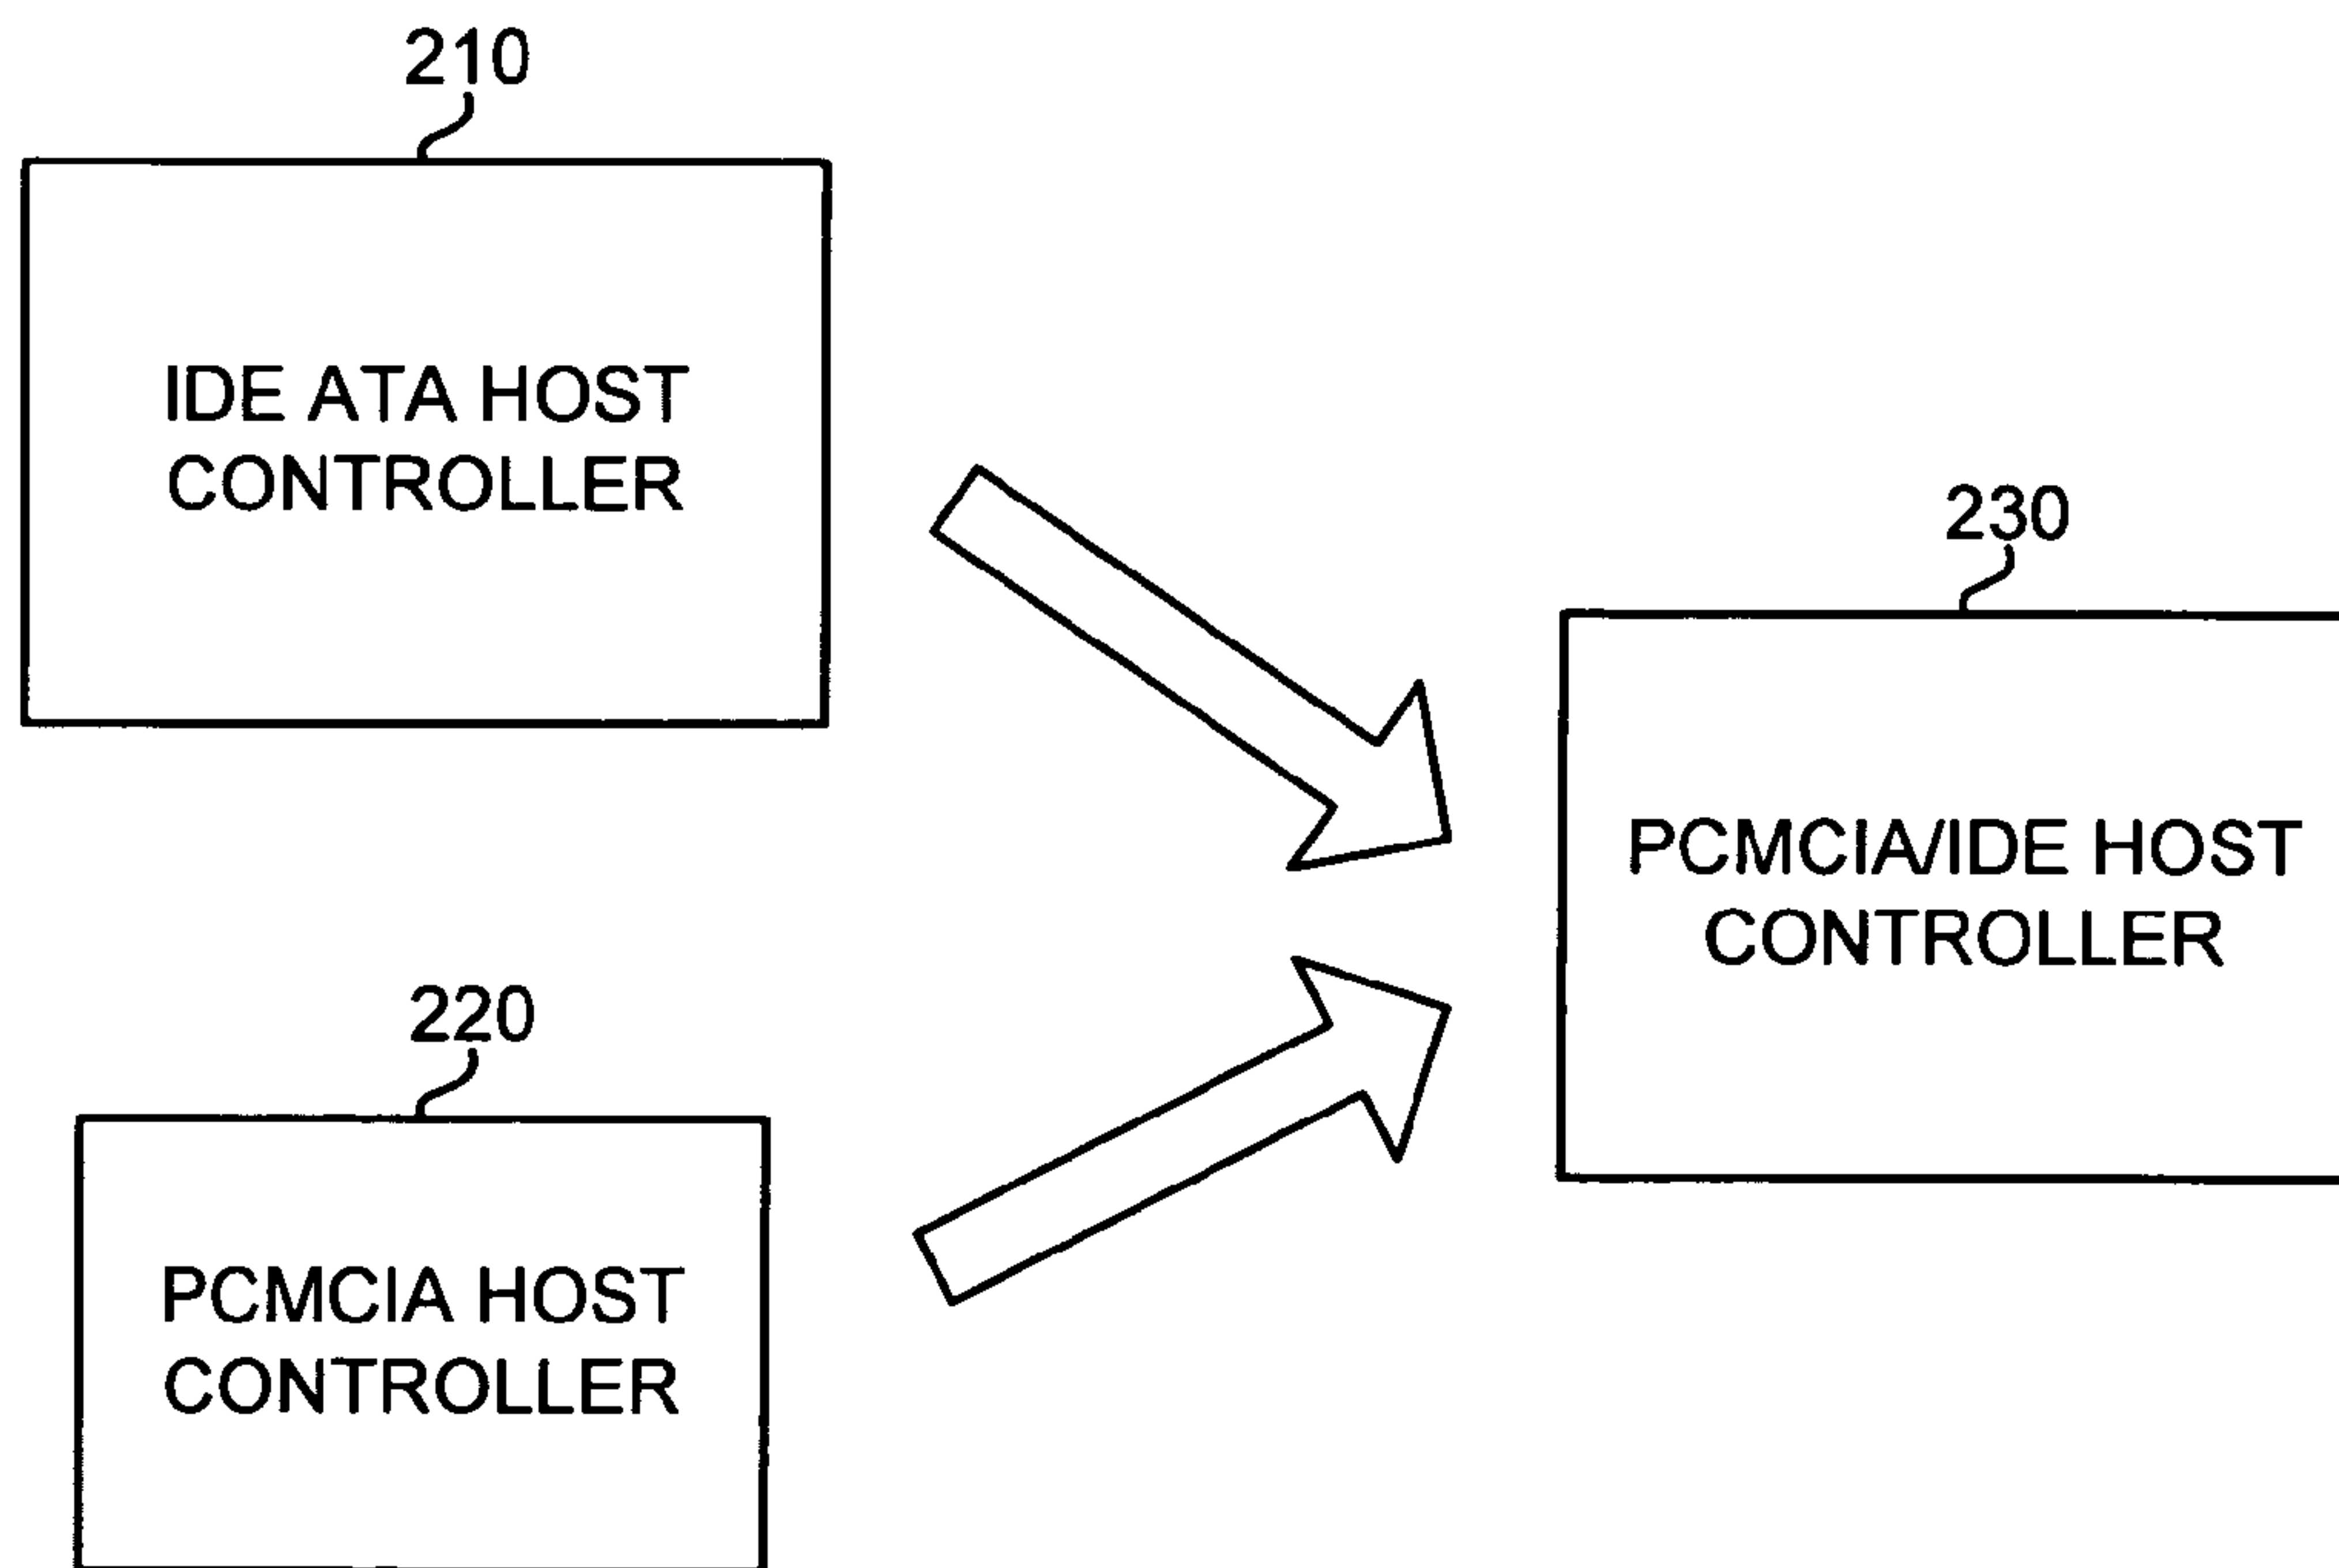 210
IDE ATA HOST
CONTROLLER
230
PCMCIA/IDE HOST
CONTROLLER
220
PCMCIA HOST
CONTROLLER